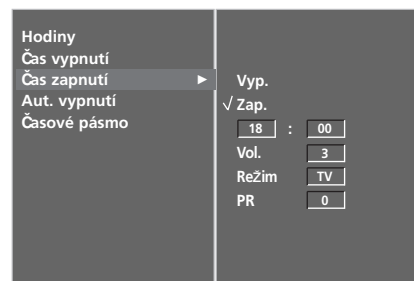 Hodiny
Čas vypnutí
Čas zapnutí ►
Aut. vypnutí
Časové pásmo
Vyp.
√ Zap.
18 : 00
Vol. 3
Režim TV
PR 0